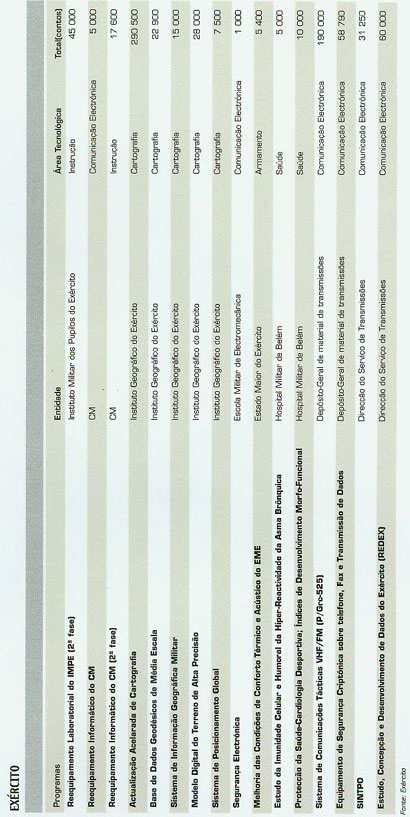 EXÉRCITO
Programas Entidade Área Tecnológica Total(contos)
Reequipamento Laboratorial do IMPE (2ª fase) Instituto Militar dos Pupilos do Exército Instrução 45 000
Reequipamento Informático do CM CM Comunicação Electrónica 5 000
Reequipamento Informático do CM (2ª fase) CM Instrução 17 600
Actualização Acelarada de Cartografia Instituto Geográfico do Exército Cartografia 290 500
Base de Dados Geodésicos de Média Escala Instituto Geográfico do Exército Cartografia 22 900
Sistema de Informação Geográfica Militar Instituto Geográfico do Exército Cartografia 15 000
Modelo Digital do Terreno de Alta Precisão Instituto Geográfico do Exército Cartografia 28 000
Sistema de Posicionamento Global Instituto Geográfico do Exército Cartografia 7 500
Segurança Electrónica Escola Militar de Electromecânica Comunicação Electrónica 1 000
Melhoria das Condições de Conforto Térmico e Acústico do EME Estado Maior do Exército Armamento 5 400
Estudo da Imunidade Celular e Humoral da Hiper-Reactividade da Asma Brônquica Hospital Militar de Belém Saúde 5 000
Protecção da Saúde-Cardiologia Desportiva; Índices de Desenvolvimento Morfo-Funcional Hospital Militar de Belém Saúde 10 000
Sistema de Comunicações Tácticas VHF/FM (P/Grc-525) Depósito-Geral de material de transmissões Comunicação Electrónica 190 000
Equipamento de Segurança Criptónica sobre telefone, Fax e Transmissão de Dados Depósito-Geral de material de transmissões Comunicação Electrónica 58 790
SINTPO Direcção do Serviço de Transmissões Comunicação Electrónica 31 250
Estudo, Concepção e Desenvolvimento de Dados do Exército (REDEX) Direcção do Serviço de Transmissões Comunicação Electrónica 60 000
Fonte: Exército